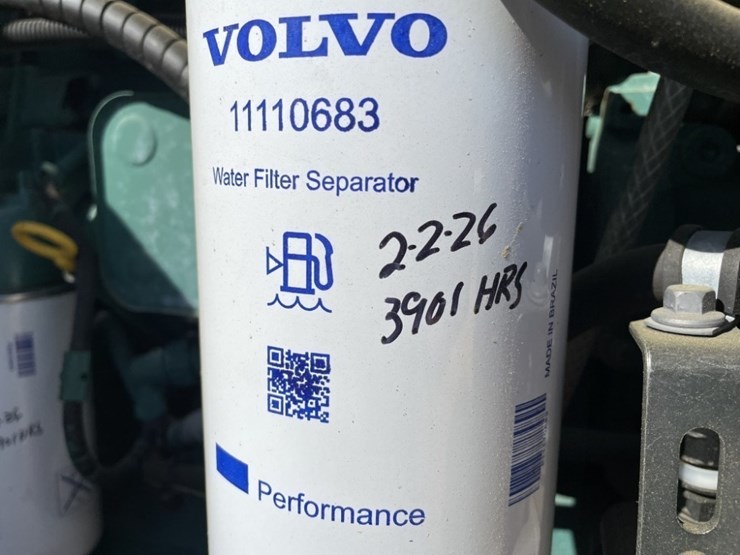 VOLVO
11110683
Water Filter Separator
2-2-26
3901 HRS
MADE IN BRAZIL
Performance